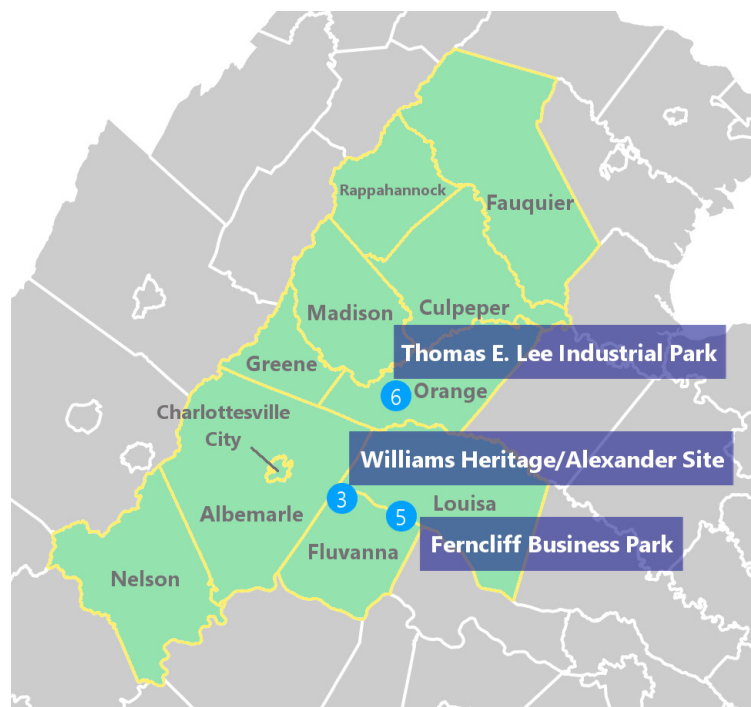 Rappahannock
Fauquier
Madison
Culpeper
Thomas E. Lee Industrial Park
Greene
6
Orange
Charlottesville
City
Williams Heritage/Alexander Site
3
Louisa
Albemarle
5
Fluvanna
Ferncliff Business Park
Nelson